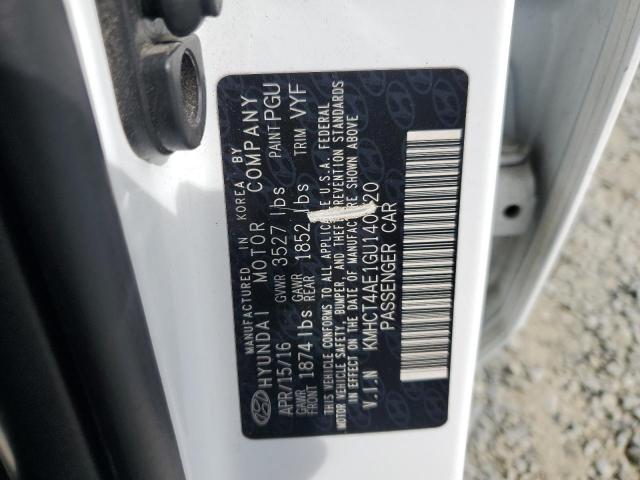 MANUFACTURED IN KOREA BY
HYUNDAI MOTOR COMPANY
APR/15/16 GVWR 3527 lbs PAINT PGU
GAWR FRONT 1874 lbs GAWR REAR 1852 lbs TRIM VYF
THIS VEHICLE CONFORMS TO ALL APPLICABLE U.S.A. FEDERAL
MOTOR VEHICLE SAFETY, BUMPER, AND THEFT PREVENTION STANDARDS
IN EFFECT ON THE DATE OF MANUFACTURE SHOWN ABOVE
V.I.N
PASSENGER CAR